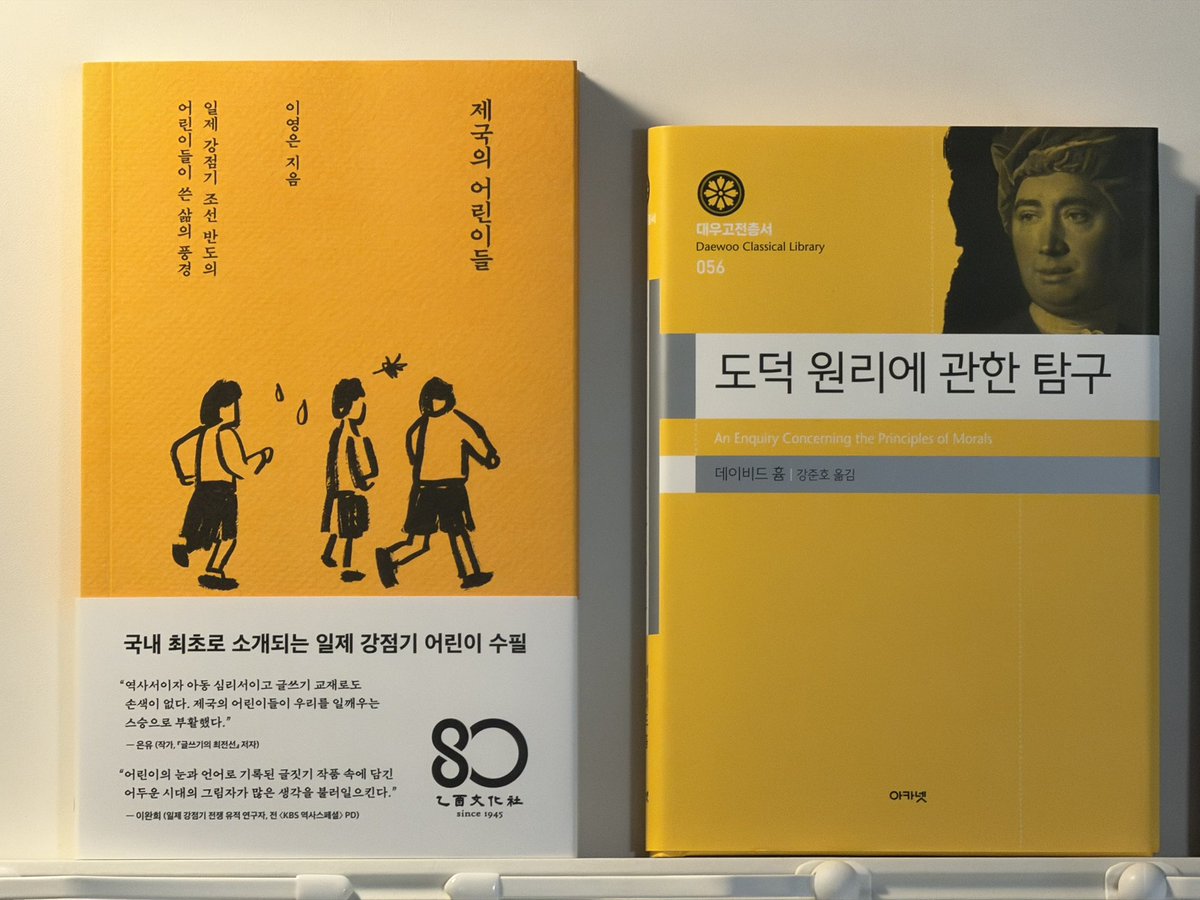 제국의 어린이들
이영은 지음
일제 강점기 조선 반도의
어린이들이 쓴 삶의 풍경
국내 최초로 소개되는 일제 강점기 어린이 수필
“역사서이자 아동 심리서이고 글쓰기 교재로도
손색이 없다. 제국의 어린이들이 우리를 일깨우는
스승으로 부활했다.”
— 은유 (작가, 『글쓰기의 최전선』 저자)
“어린이의 눈과 언어로 기록된 글짓기 작품 속에 담긴
어두운 시대의 그림자가 많은 생각을 불러일으킨다.”
— 이완희 (일제 강점기 전쟁 유적 연구자, 전 〈KBS 역사스페셜〉 PD)
80
乙酉文化社
since 1945
대우고전총서
Daewoo Classical Library
056
도덕 원리에 관한 탐구
An Enquiry Concerning the Principles of Morals
데이비드 흄 | 강준호 옮김
아카넷